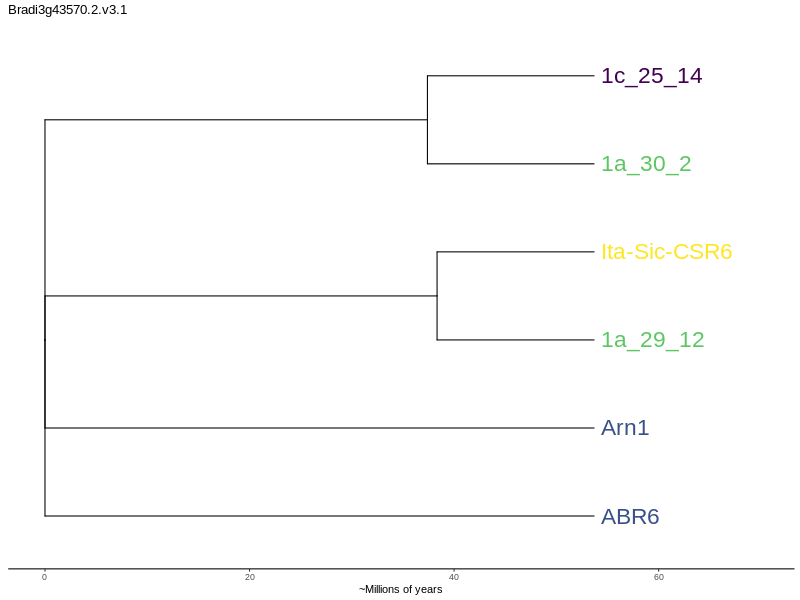 Bradi3g43570.2.v3.1
1c_25_14
1a_30_2
Ita-Sic-CSR6
1a_29_12
Arn1
ABR6
0 20 40 60
~Millions of years